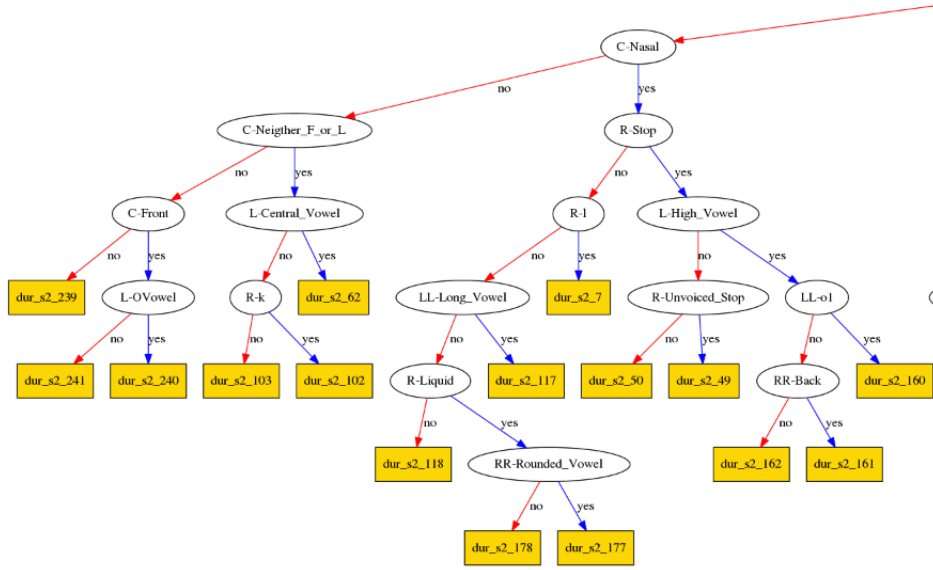 C-Nasal
no
yes
C-Neigther_F_or_L
R-Stop
no
yes
no
yes
C-Front
L-Central_Vowel
R-l
L-High_Vowel
no
yes
no
yes
no
yes
no
yes
dur_s2_239
L-OVowel
R-k
dur_s2_62
LL-Long_Vowel
dur_s2_7
R-Unvoiced_Stop
LL-o1
no
yes
no
yes
no
yes
no
yes
no
yes
dur_s2_241
dur_s2_240
dur_s2_103
dur_s2_102
R-Liquid
dur_s2_117
dur_s2_50
dur_s2_49
RR-Back
dur_s2_160
no
yes
no
yes
dur_s2_118
RR-Rounded_Vowel
dur_s2_162
dur_s2_161
no
yes
dur_s2_178
dur_s2_177